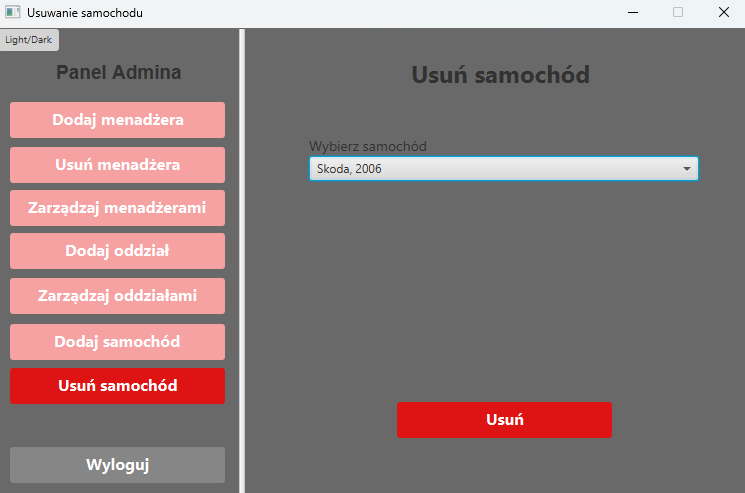 Usuwanie samochodu
Light/Dark
Panel Admina
Dodaj menadżera
Usuń menadżera
Zarządzaj menadżerami
Dodaj oddział
Zarządzaj oddziałami
Dodaj samochód
Usuń samochód
Wyloguj
Usuń samochód
Wybierz samochód
Skoda, 2006
Usuń